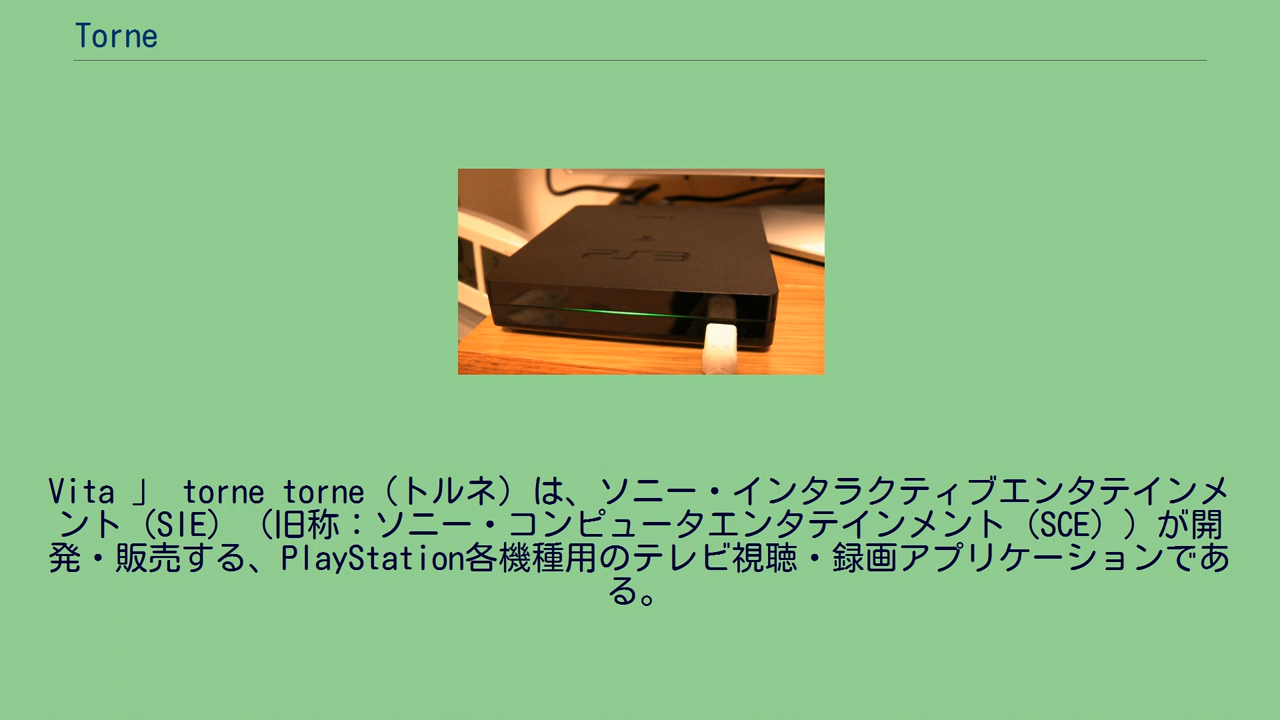 Torne
PS3
Vita 」 torne torne（トルネ）は、ソニー・インタラクティブエンタテインメ
ント（SIE）（旧称：ソニー・コンピュータエンタテインメント（SCE））が開
発・販売する、PlayStation各機種用のテレビ視聴・録画アプリケーションであ
る。